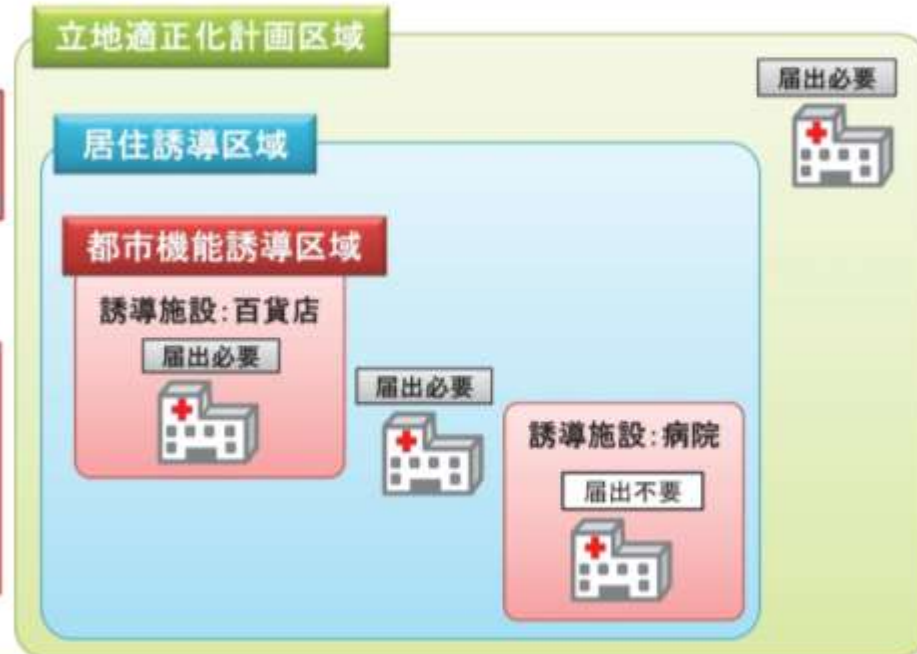 立地適正化計画区域
届出必要
居住誘導区域
都市機能誘導区域
誘導施設:百貨店
届出必要
届出必要
誘導施設:病院
届出不要